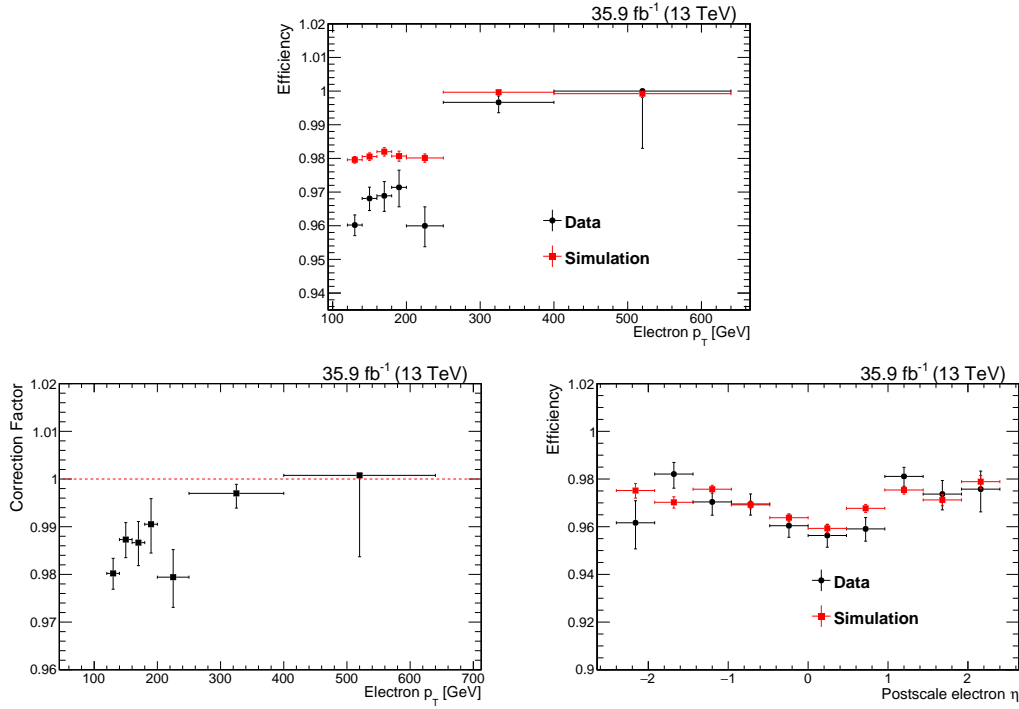 35.9 fb⁻¹ (13 TeV)
Efficiency
1.02
1.01
1
0.99
0.98
0.97
0.96
0.95
0.94
Data
Simulation
100 200 300 400 500 600
Electron p_T [GeV]
35.9 fb⁻¹ (13 TeV)
Correction Factor
1.02
1.01
1
0.99
0.98
0.97
0.96
100 200 300 400 500 600 700
Electron p_T [GeV]
35.9 fb⁻¹ (13 TeV)
Efficiency
1.02
1
0.98
0.96
0.94
0.92
0.9
Data
Simulation
−2 −1 0 1 2
Postscale electron η